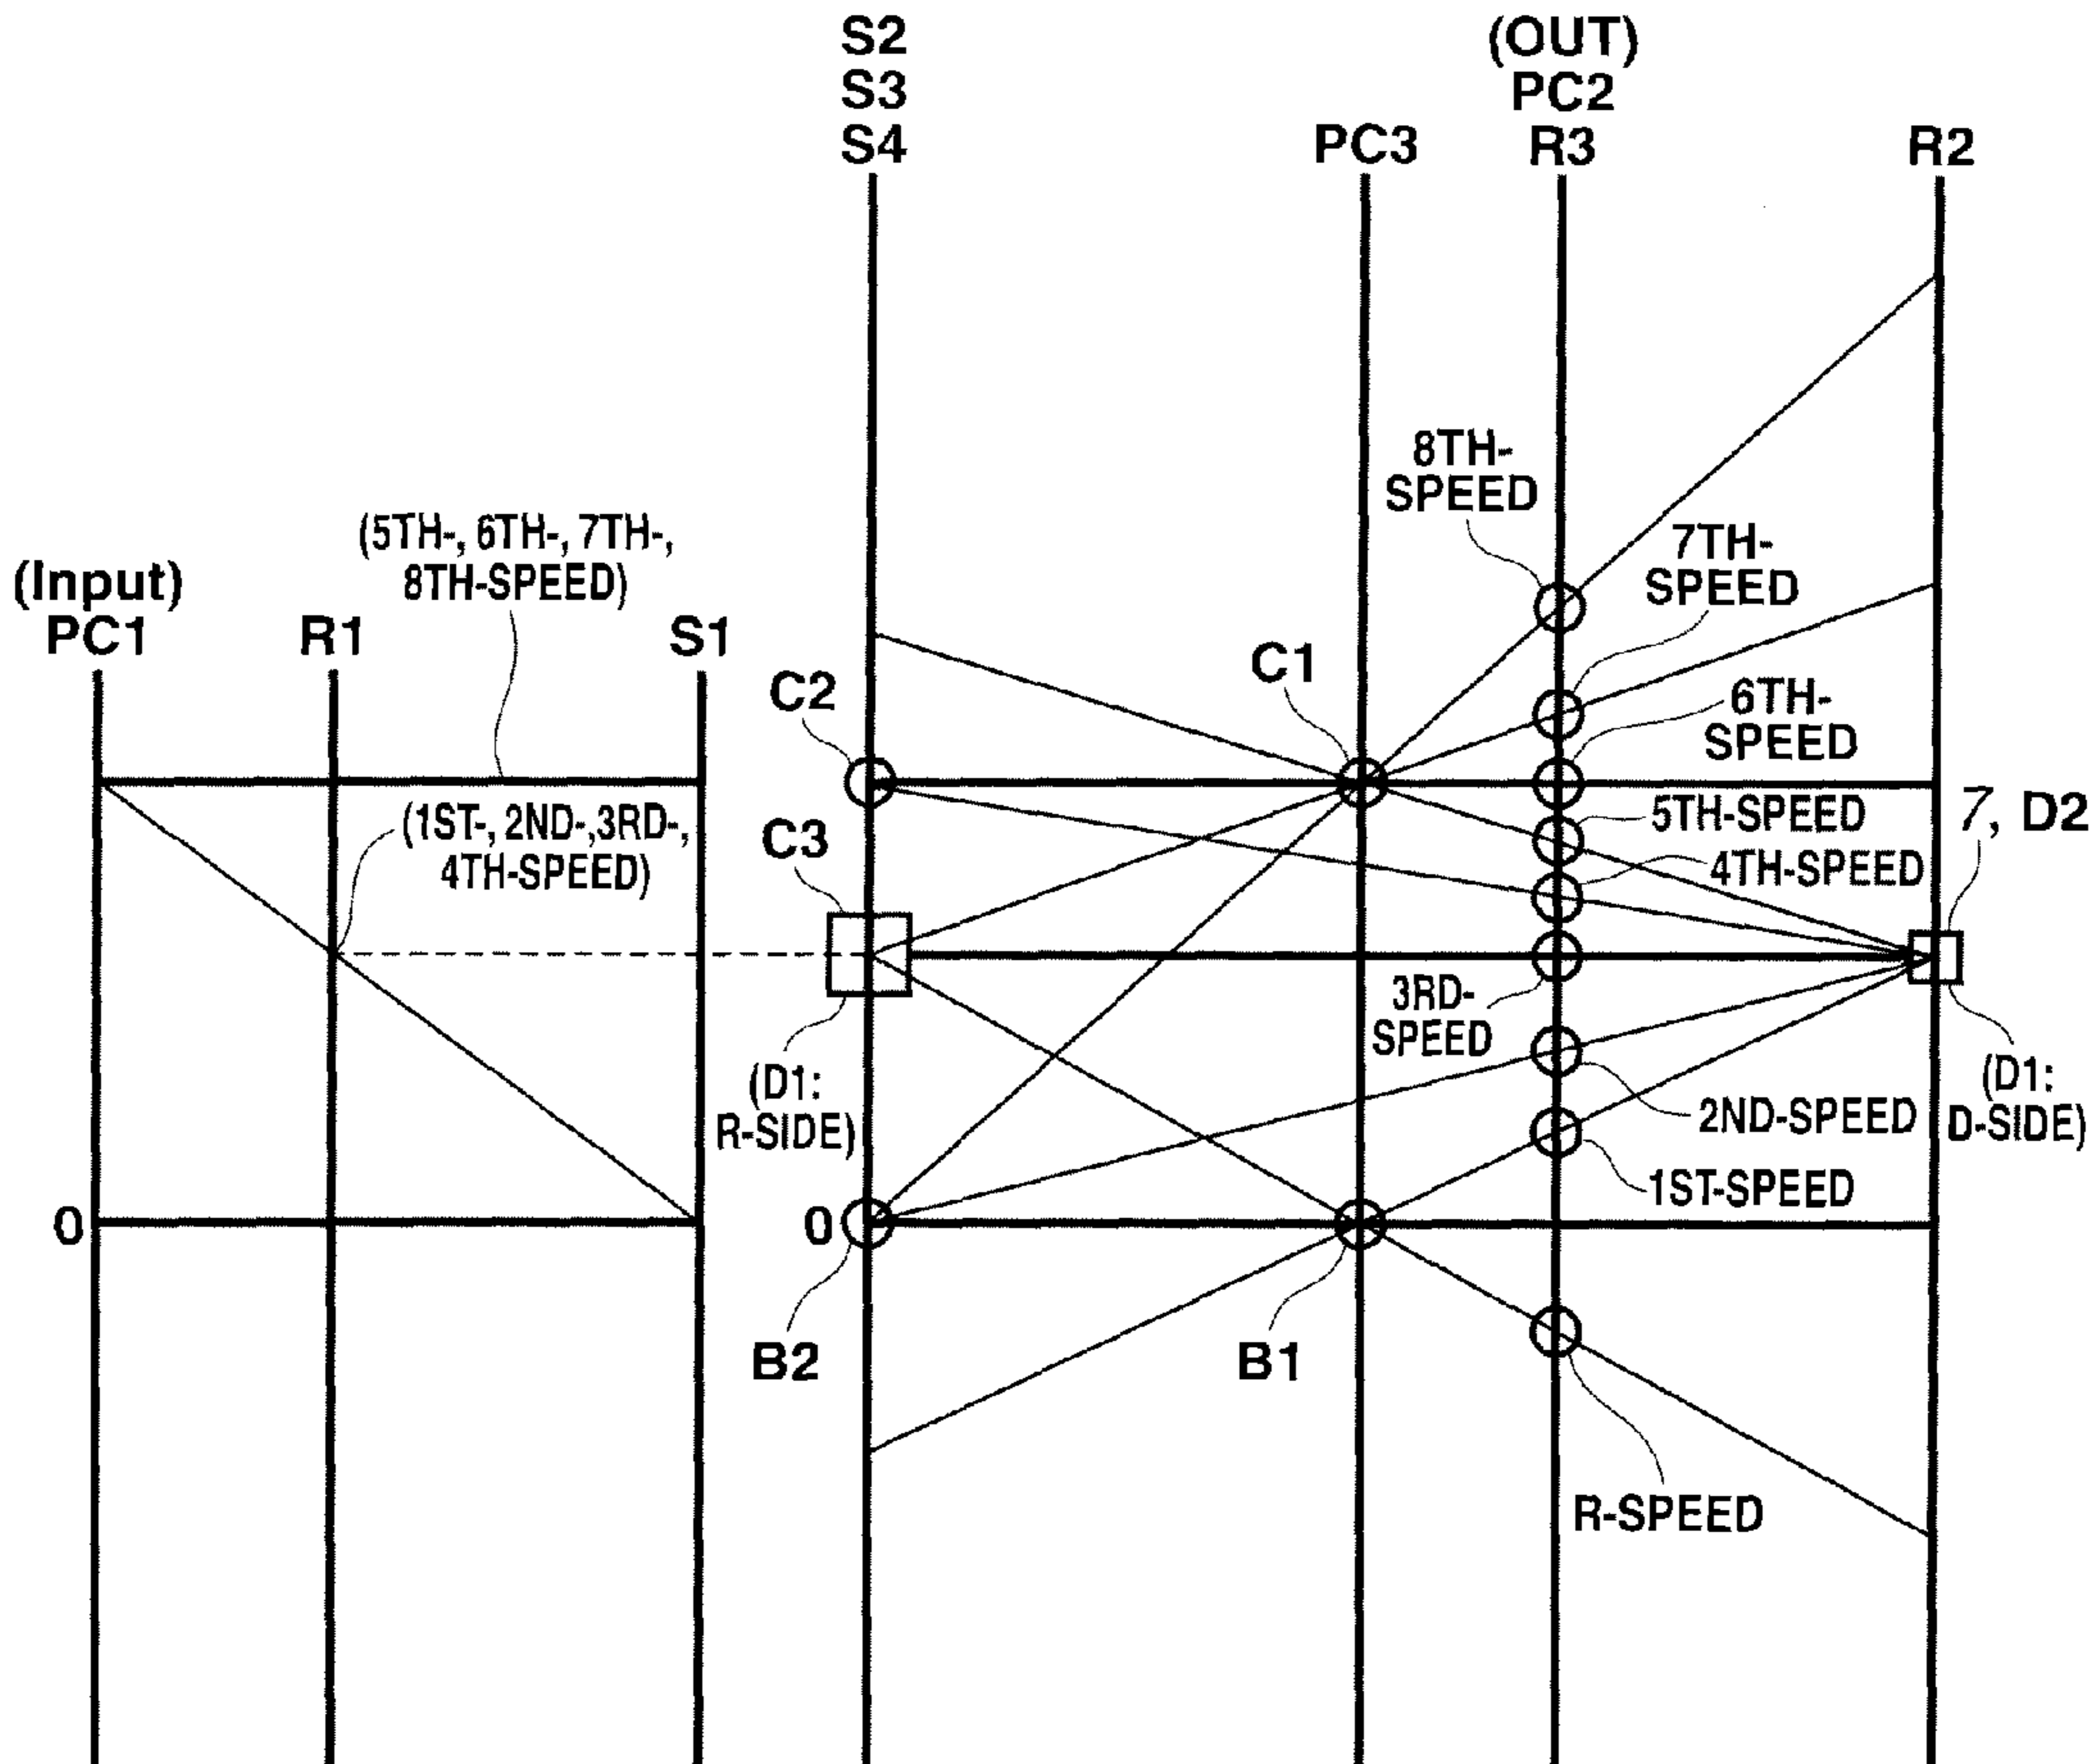 S2
S3
S4
(OUT)
PC2
R3
PC3
R2
8TH-
SPEED
7TH-
SPEED
(5TH-, 6TH-, 7TH-,
8TH-SPEED)
(Input)
PC1
R1
S1
C2
C1
6TH-
SPEED
(1ST-, 2ND-,3RD-,
4TH-SPEED)
C3
5TH-SPEED
4TH-SPEED
7, D2
3RD-
SPEED
(D1:
R-SIDE)
(D1:
D-SIDE)
2ND-SPEED
1ST-SPEED
0
0
B2
B1
R-SPEED